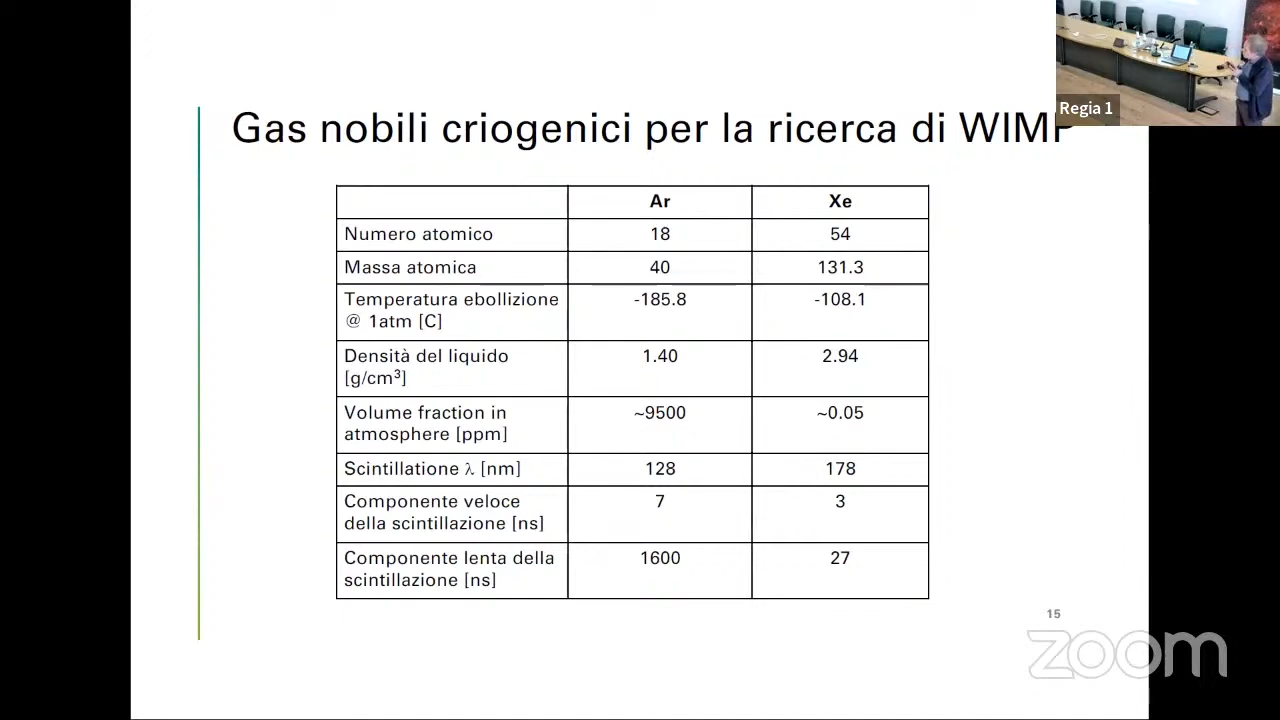 Regia 1
Gas nobili criogenici per la ricerca di WIMP
Ar Xe
Numero atomico 18 54
Massa atomica 40 131.3
Temperatura ebollizione -185.8 -108.1
@ 1atm [C]
Densità del liquido 1.40 2.94
[g/cm³]
Volume fraction in ~9500 ~0.05
atmosphere [ppm]
Scintillatione λ [nm] 128 178
Componente veloce 7 3
della scintillazione [ns]
Componente lenta della 1600 27
scintillazione [ns]
15
zoom